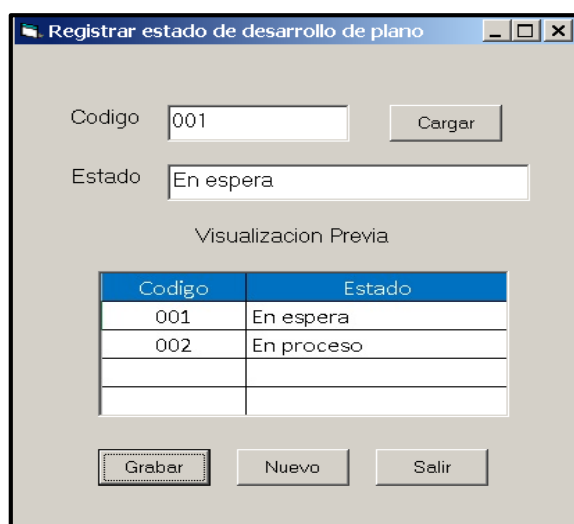 Registrar estado de desarrollo de plano
Codigo 001 Cargar
Estado En espera
Visualizacion Previa
Codigo Estado
001 En espera
002 En proceso
Grabar Nuevo Salir